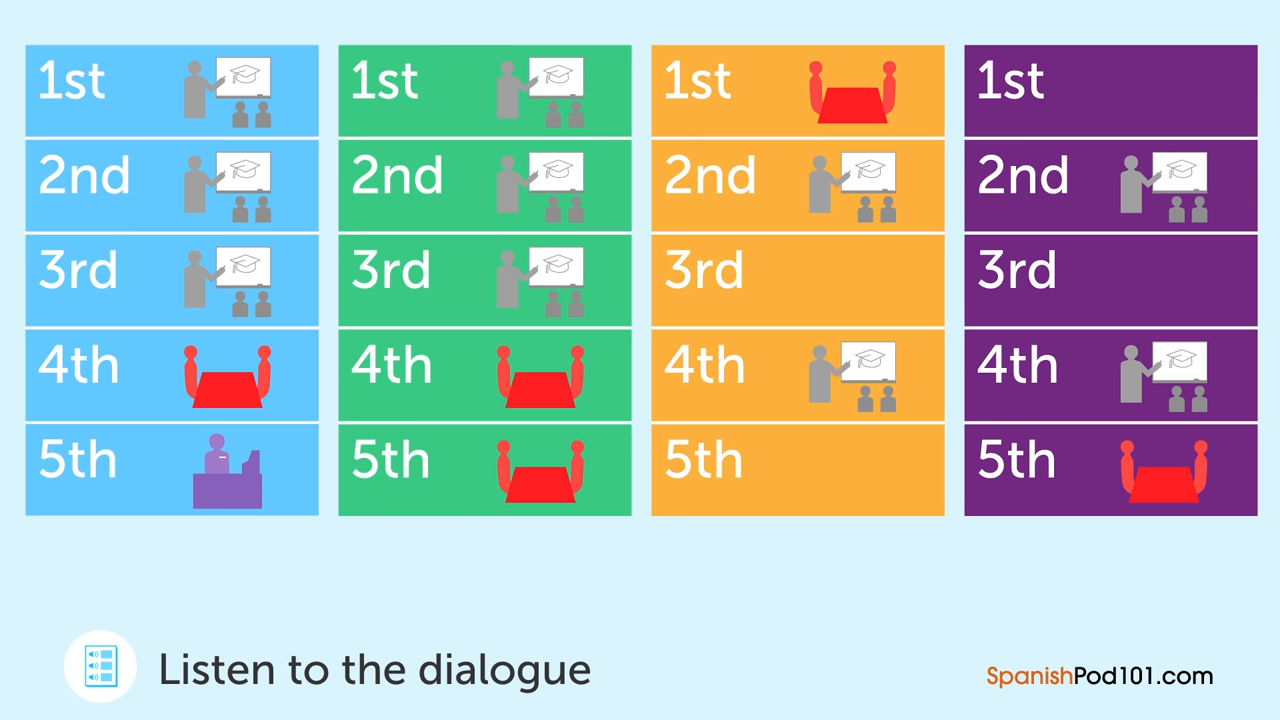 1st
2nd
3rd
4th
5th
1st
2nd
3rd
4th
5th
1st
2nd
3rd
4th
5th
1st
2nd
3rd
4th
5th
Listen to the dialogue
SpanishPod101.com